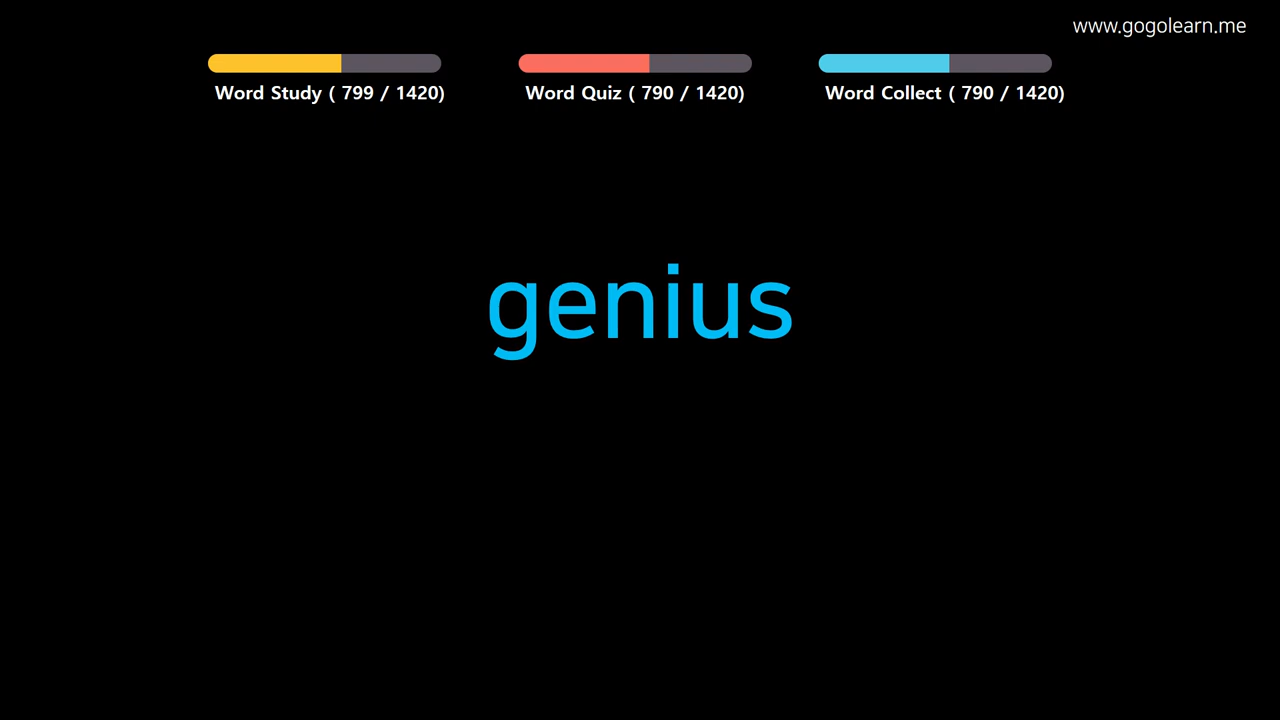 www.gogolearn.me
Word Study ( 799 / 1420)
Word Quiz ( 790 / 1420)
Word Collect ( 790 / 1420)
genius